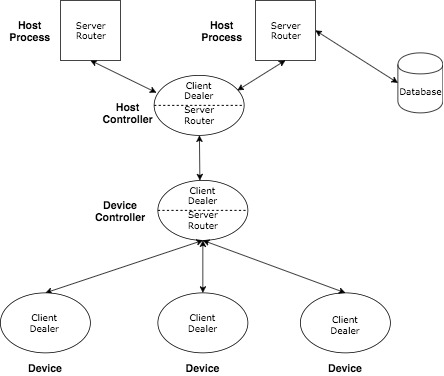 Host
Process
Server
Router
Host
Process
Server
Router
Database
Host
Controller
Client
Dealer
Server
Router
Device
Controller
Client
Dealer
Server
Router
Client
Dealer
Client
Dealer
Client
Dealer
Device
Device
Device